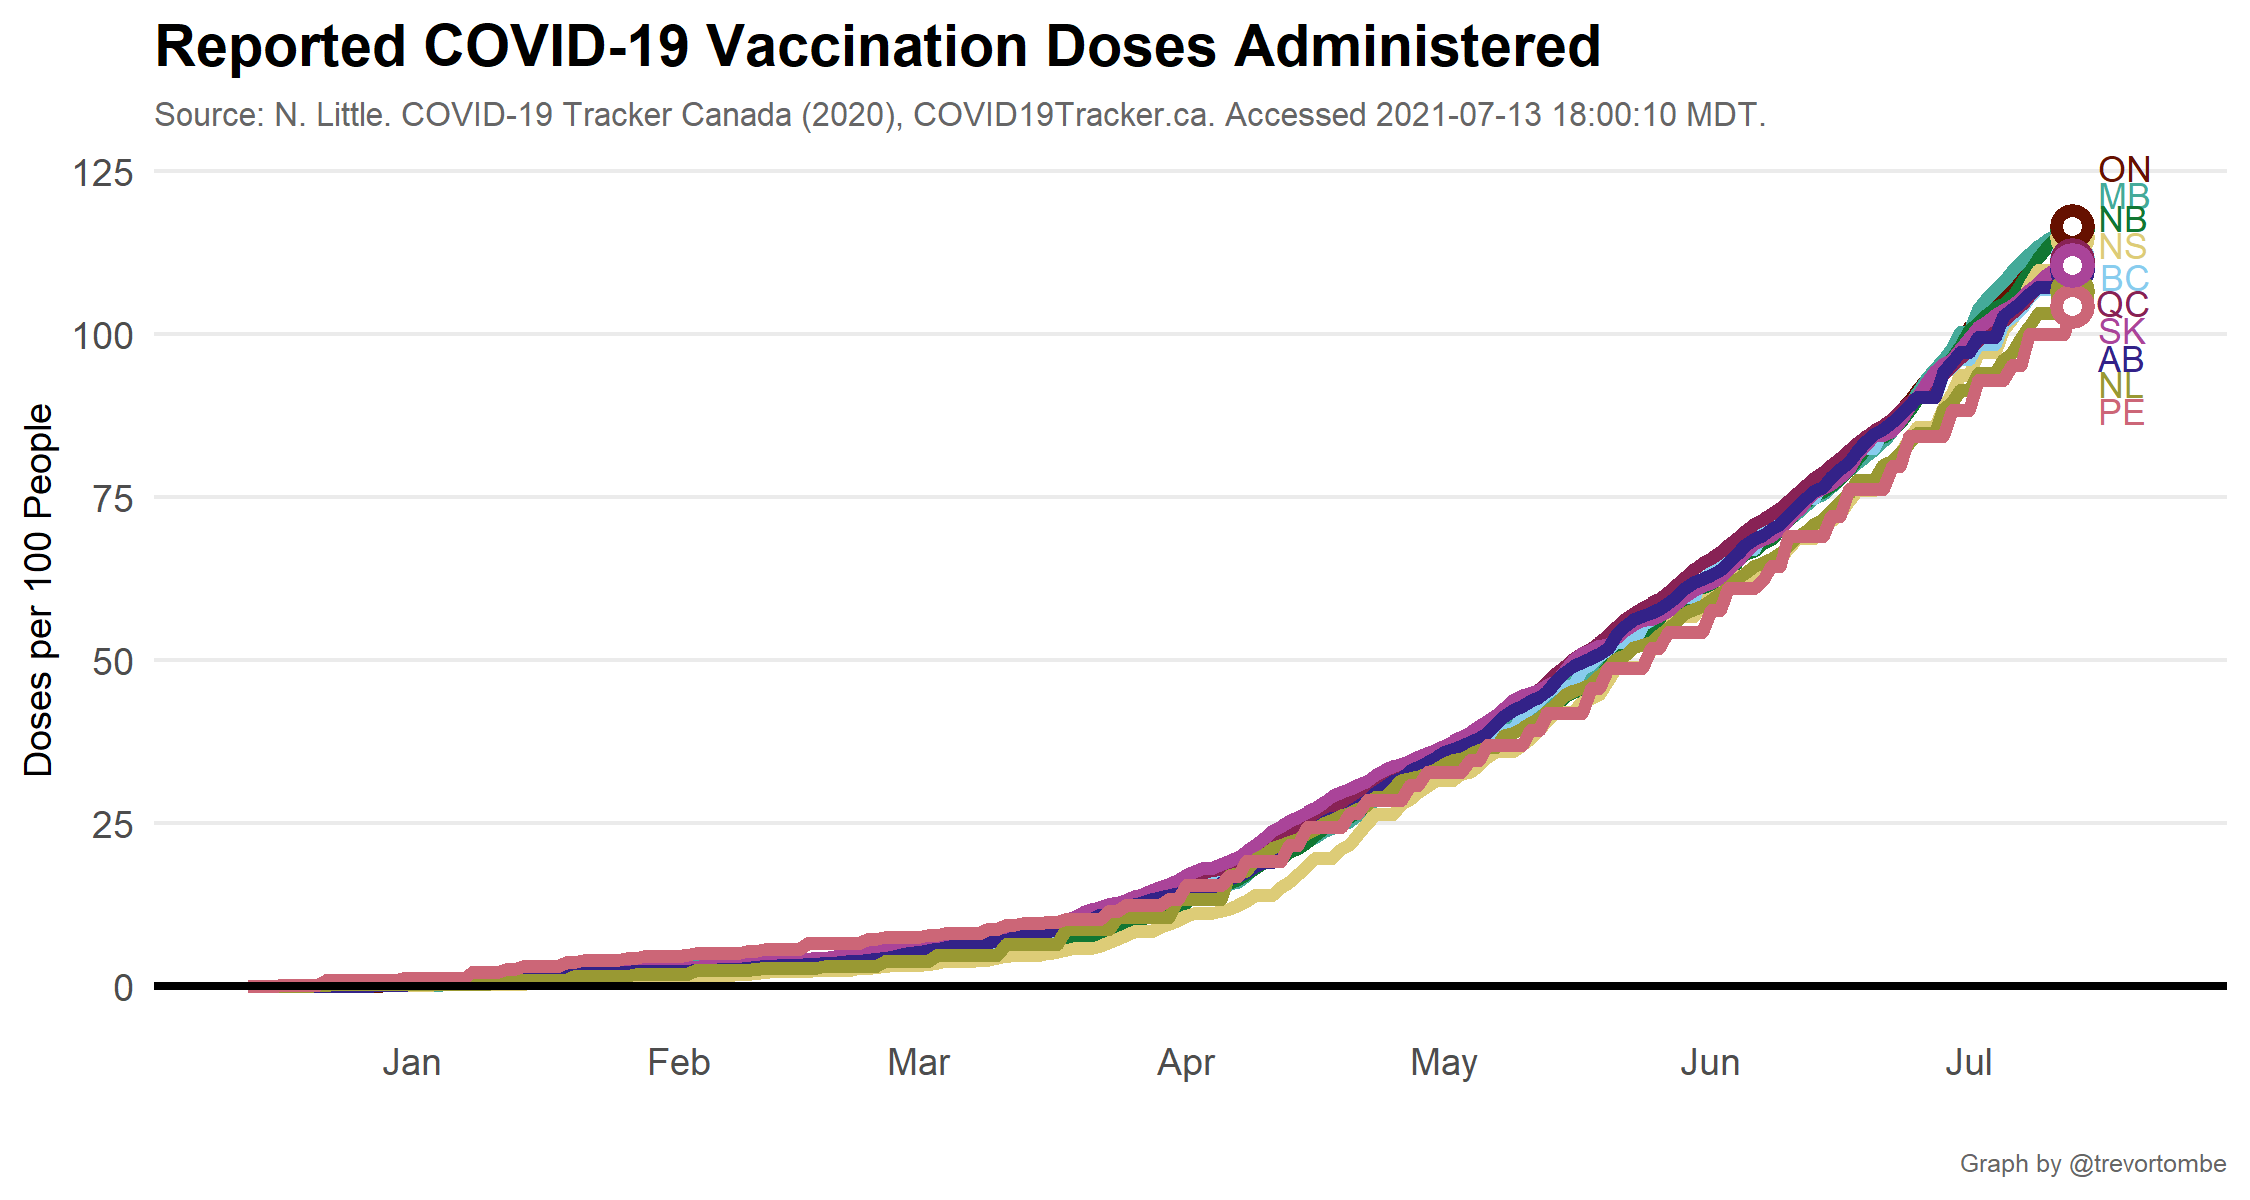 Reported COVID-19 Vaccination Doses Administered
Source: N. Little. COVID-19 Tracker Canada (2020), COVID19Tracker.ca. Accessed 2021-07-13 18:00:10 MDT.
Doses per 100 People
125
100
75
50
25
0
ON
MB
NB
NS
BC
QC
SK
AB
NL
PE
Jan Feb Mar Apr May Jun Jul
Graph by @trevortombe